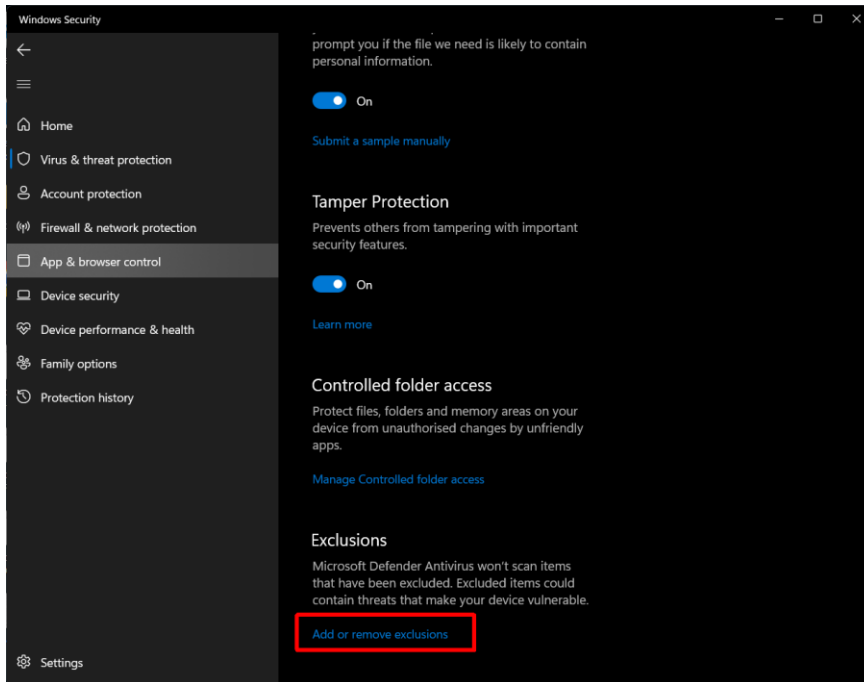 Windows Security
Home
Virus & threat protection
Account protection
Firewall & network protection
App & browser control
Device security
Device performance & health
Family options
Protection history
Settings
prompt you if the file we need is likely to contain
personal information.
On
Submit a sample manually
Tamper Protection
Prevents others from tampering with important
security features.
On
Learn more
Controlled folder access
Protect files, folders and memory areas on your
device from unauthorised changes by unfriendly
apps.
Manage Controlled folder access
Exclusions
Microsoft Defender Antivirus won't scan items
that have been excluded. Excluded items could
contain threats that make your device vulnerable.
Add or remove exclusions